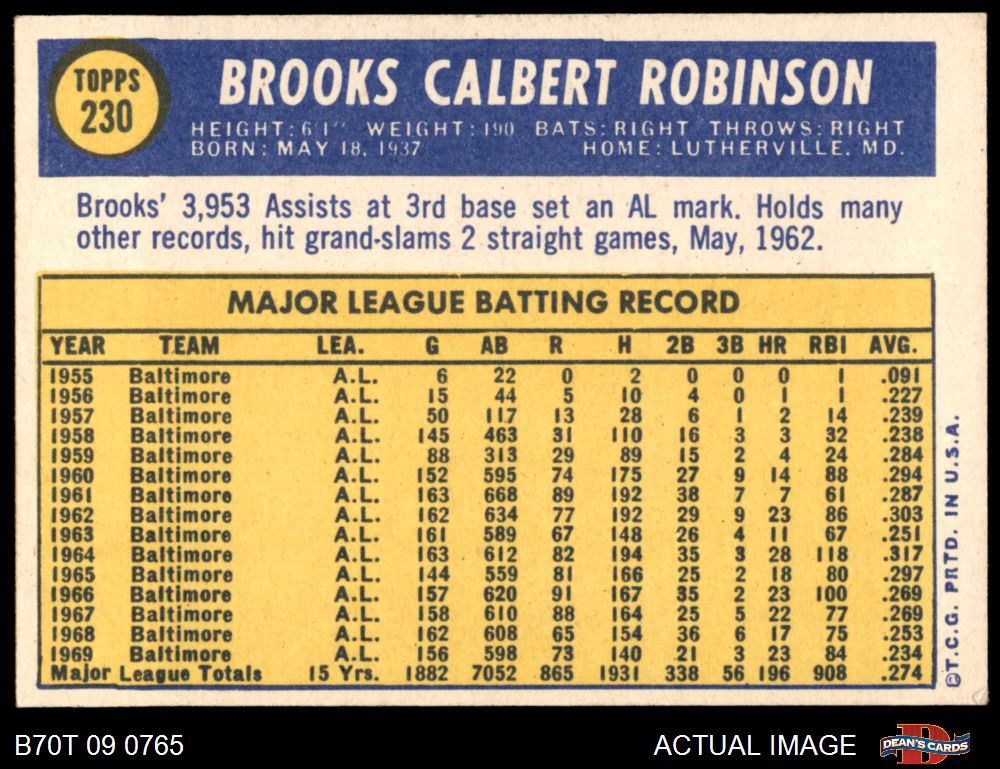 TOPPS
230
BROOKS CALBERT ROBINSON
HEIGHT: 6'1" WEIGHT: 190 BATS: RIGHT THROWS: RIGHT
BORN: MAY 18, 1937 HOME: LUTHERVILLE, MD.
Brooks' 3,953 Assists at 3rd base set an AL mark. Holds many
other records, hit grand-slams 2 straight games, May, 1962.
MAJOR LEAGUE BATTING RECORD
YEAR TEAM LEA. G AB R H 2B 3B HR RBI AVG.
1955 Baltimore A.L. 6 22 0 2 0 0 0 1 .091
1956 Baltimore A.L. 15 44 5 10 4 0 1 1 .227
1957 Baltimore A.L. 50 117 13 28 6 1 2 14 .239
1958 Baltimore A.L. 145 463 31 110 16 3 3 32 .238
1959 Baltimore A.L. 88 313 29 89 15 2 4 24 .284
1960 Baltimore A.L. 152 595 74 175 27 9 14 88 .294
1961 Baltimore A.L. 163 668 89 192 38 7 7 61 .287
1962 Baltimore A.L. 162 634 77 192 29 9 23 86 .303
1963 Baltimore A.L. 161 589 67 148 26 4 11 67 .251
1964 Baltimore A.L. 163 612 82 194 35 3 28 118 .317
1965 Baltimore A.L. 144 559 81 166 25 2 18 80 .297
1966 Baltimore A.L. 157 620 91 167 35 2 23 100 .269
1967 Baltimore A.L. 158 610 88 164 25 5 22 77 .269
1968 Baltimore A.L. 162 608 65 154 36 6 17 75 .253
1969 Baltimore A.L. 156 598 73 140 21 3 23 84 .234
Major League Totals 15 Yrs. 1882 7052 865 1931 338 56 196 908 .274
©T.C.G. PRTD. IN U.S.A.
B70T 09 0765
ACTUAL IMAGE
DEAN'S CARDS